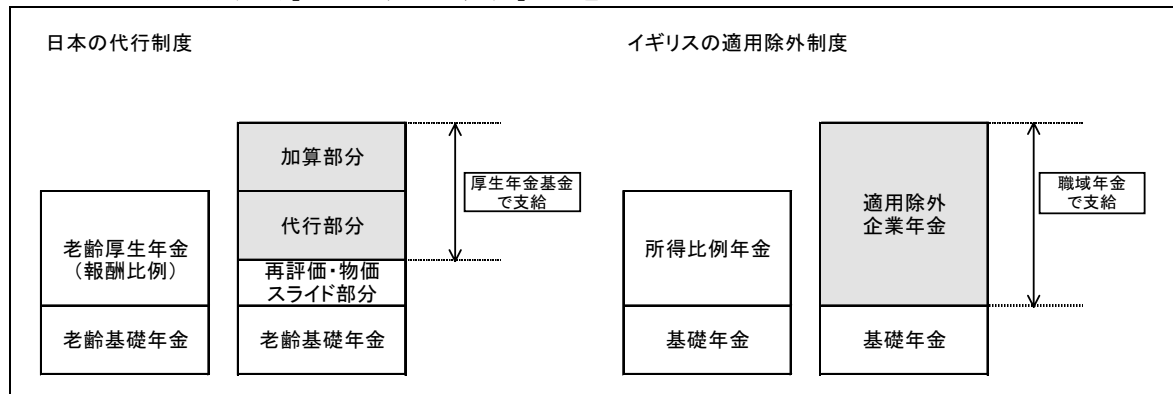 日本の代行制度
加算部分
代行部分
厚生年金基金
で支給
老齢厚生年金
（報酬比例）
再評価・物価
スライド部分
老齢基礎年金
老齢基礎年金
イギリスの適用除外制度
適用除外
企業年金
職域年金
で支給
所得比例年金
基礎年金
基礎年金